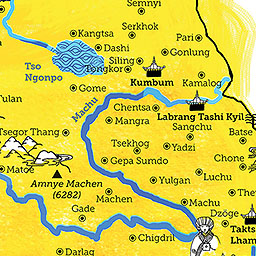 Semnyi
Serkhok
Kangtsa
Pari
Dashi
Gonlung
Siling
Tongkor
Tso
Ngonpo
Kumbum
Kamalog
Gome
Tulan
Machu
Chentsa
Labrang Tashi Kyil
Mangra
Sangchu
Tsegor Thang
Batse
Tsekhog
Yadzi
Gepa Sumdo
Chone
Matoe
Yulgan
Luchu
Amnye Machen
(6282)
Machen
Machu
Gade
Dzöge
Takts
Lham
Chigdril
Darlag